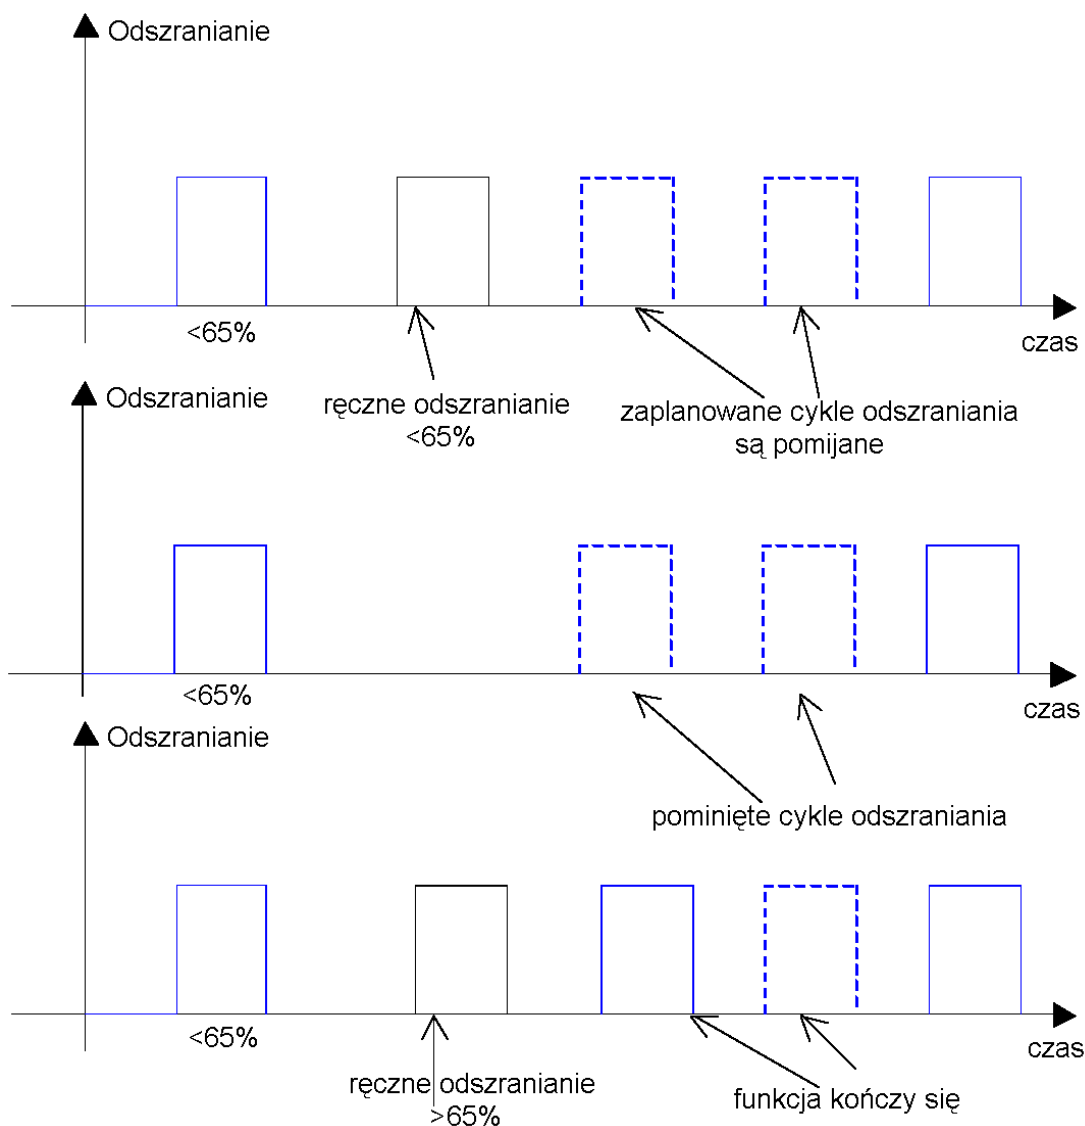 Odszranianie
<65%
czas
ręczne odszranianie
<65%
zaplanowane cykle odszraniania
są pomijane
Odszranianie
<65%
czas
Odszranianie
pominięte cykle odszraniania
<65%
czas
ręczne odszranianie
>65%
funkcja kończy się